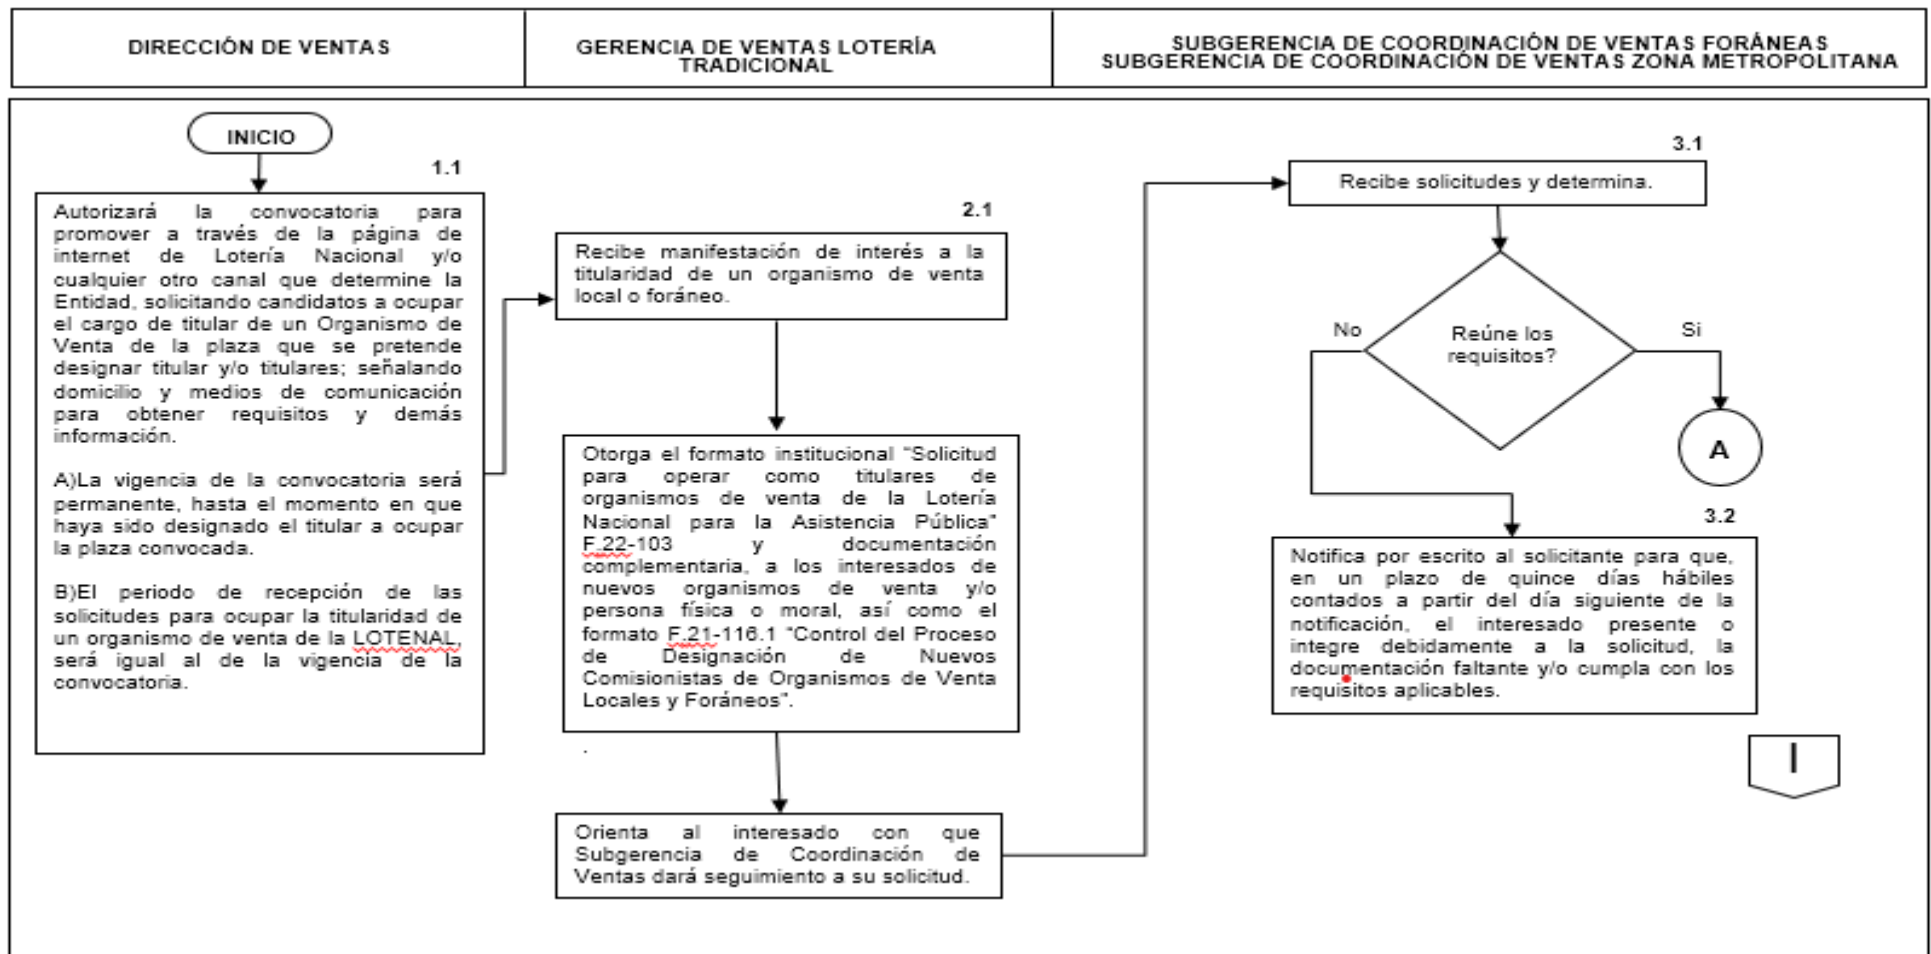 DIRECCIÓN DE VENTAS
GERENCIA DE VENTAS LOTERÍA
TRADICIONAL
SUBGERENCIA DE COORDINACIÓN DE VENTAS FORÁNEAS
SUBGERENCIA DE COORDINACIÓN DE VENTAS ZONA METROPOLITANA
INICIO
1.1
Autorizará la convocatoria para
promover a través de la página de
internet de Lotería Nacional y/o
cualquier otro canal que determine la
Entidad, solicitando candidatos a ocupar
el cargo de titular de un Organismo de
Venta de la plaza que se pretende
designar titular y/o titulares; señalando
domicilio y medios de comunicación
para obtener requisitos y demás
información.
A)La vigencia de la convocatoria será
permanente, hasta el momento en que
haya sido designado el titular a ocupar
la plaza convocada.
B)El periodo de recepción de las
solicitudes para ocupar la titularidad de
un organismo de venta de la LOTENAL,
será igual al de la vigencia de la
convocatoria.
2.1
Recibe manifestación de interés a la
titularidad de un organismo de venta
local o foráneo.
Otorga el formato institucional "Solicitud
para operar como titulares de
organismos de venta de la Lotería
Nacional para la Asistencia Pública"
F.22-103 y documentación
complementaria, a los interesados de
nuevos organismos de venta y/o
persona física o moral, así como el
formato F.21-116.1 "Control del Proceso
de Designación de Nuevos
Comisionistas de Organismos de Venta
Locales y Foráneos".
.
Orienta al interesado con que
Subgerencia de Coordinación de
Ventas dará seguimiento a su solicitud.
3.1
Recibe solicitudes y determina.
Reúne los
requisitos?
No
Si
A
3.2
Notifica por escrito al solicitante para que,
en un plazo de quince días hábiles
contados a partir del día siguiente de la
notificación, el interesado presente o
integre debidamente a la solicitud, la
documentación faltante y/o cumpla con los
requisitos aplicables.
I